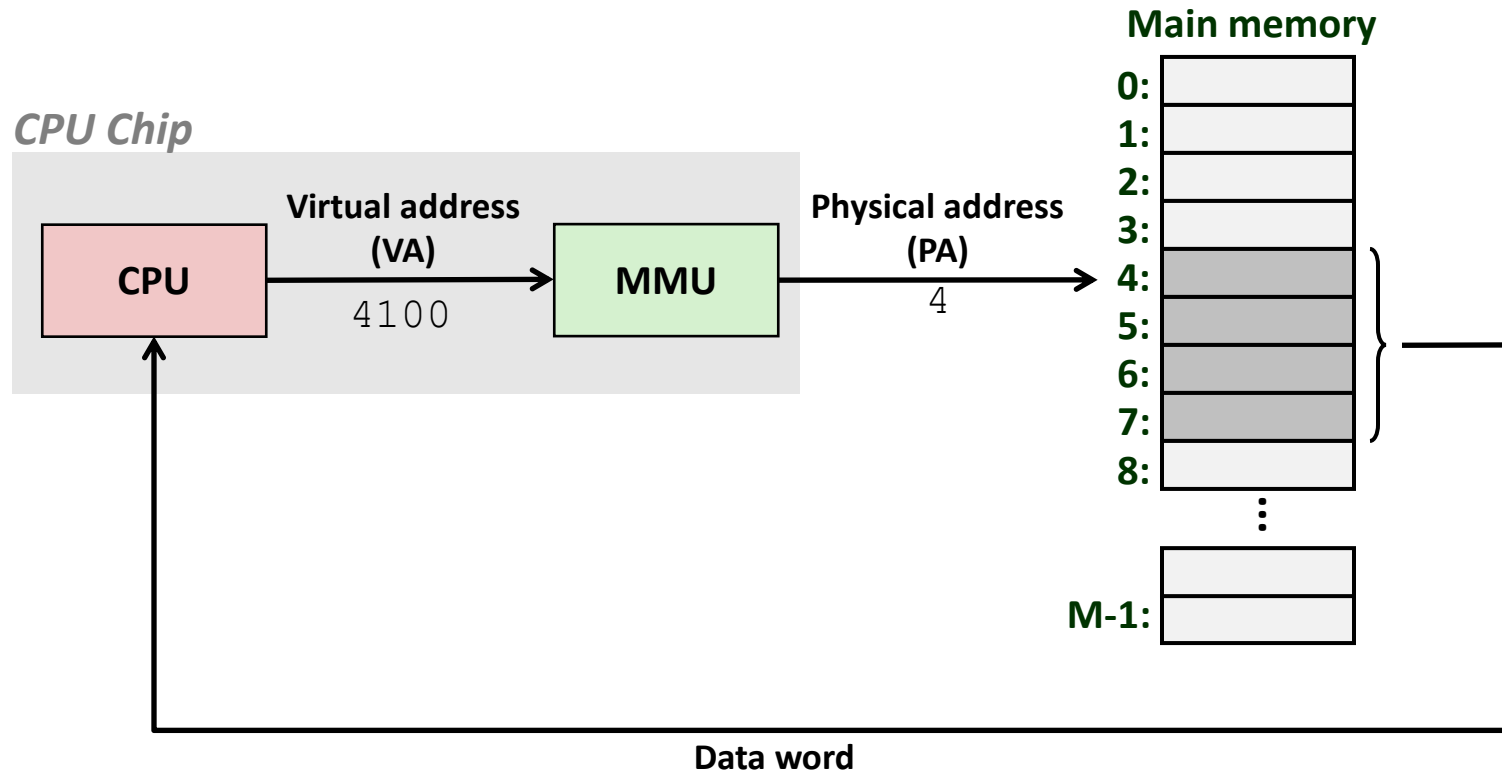 Main memory
CPU Chip
0:
1:
2:
3:
4:
5:
6:
7:
8:
M-1:
Virtual address
(VA)
4100
Physical address
(PA)
4
CPU
MMU
Data word